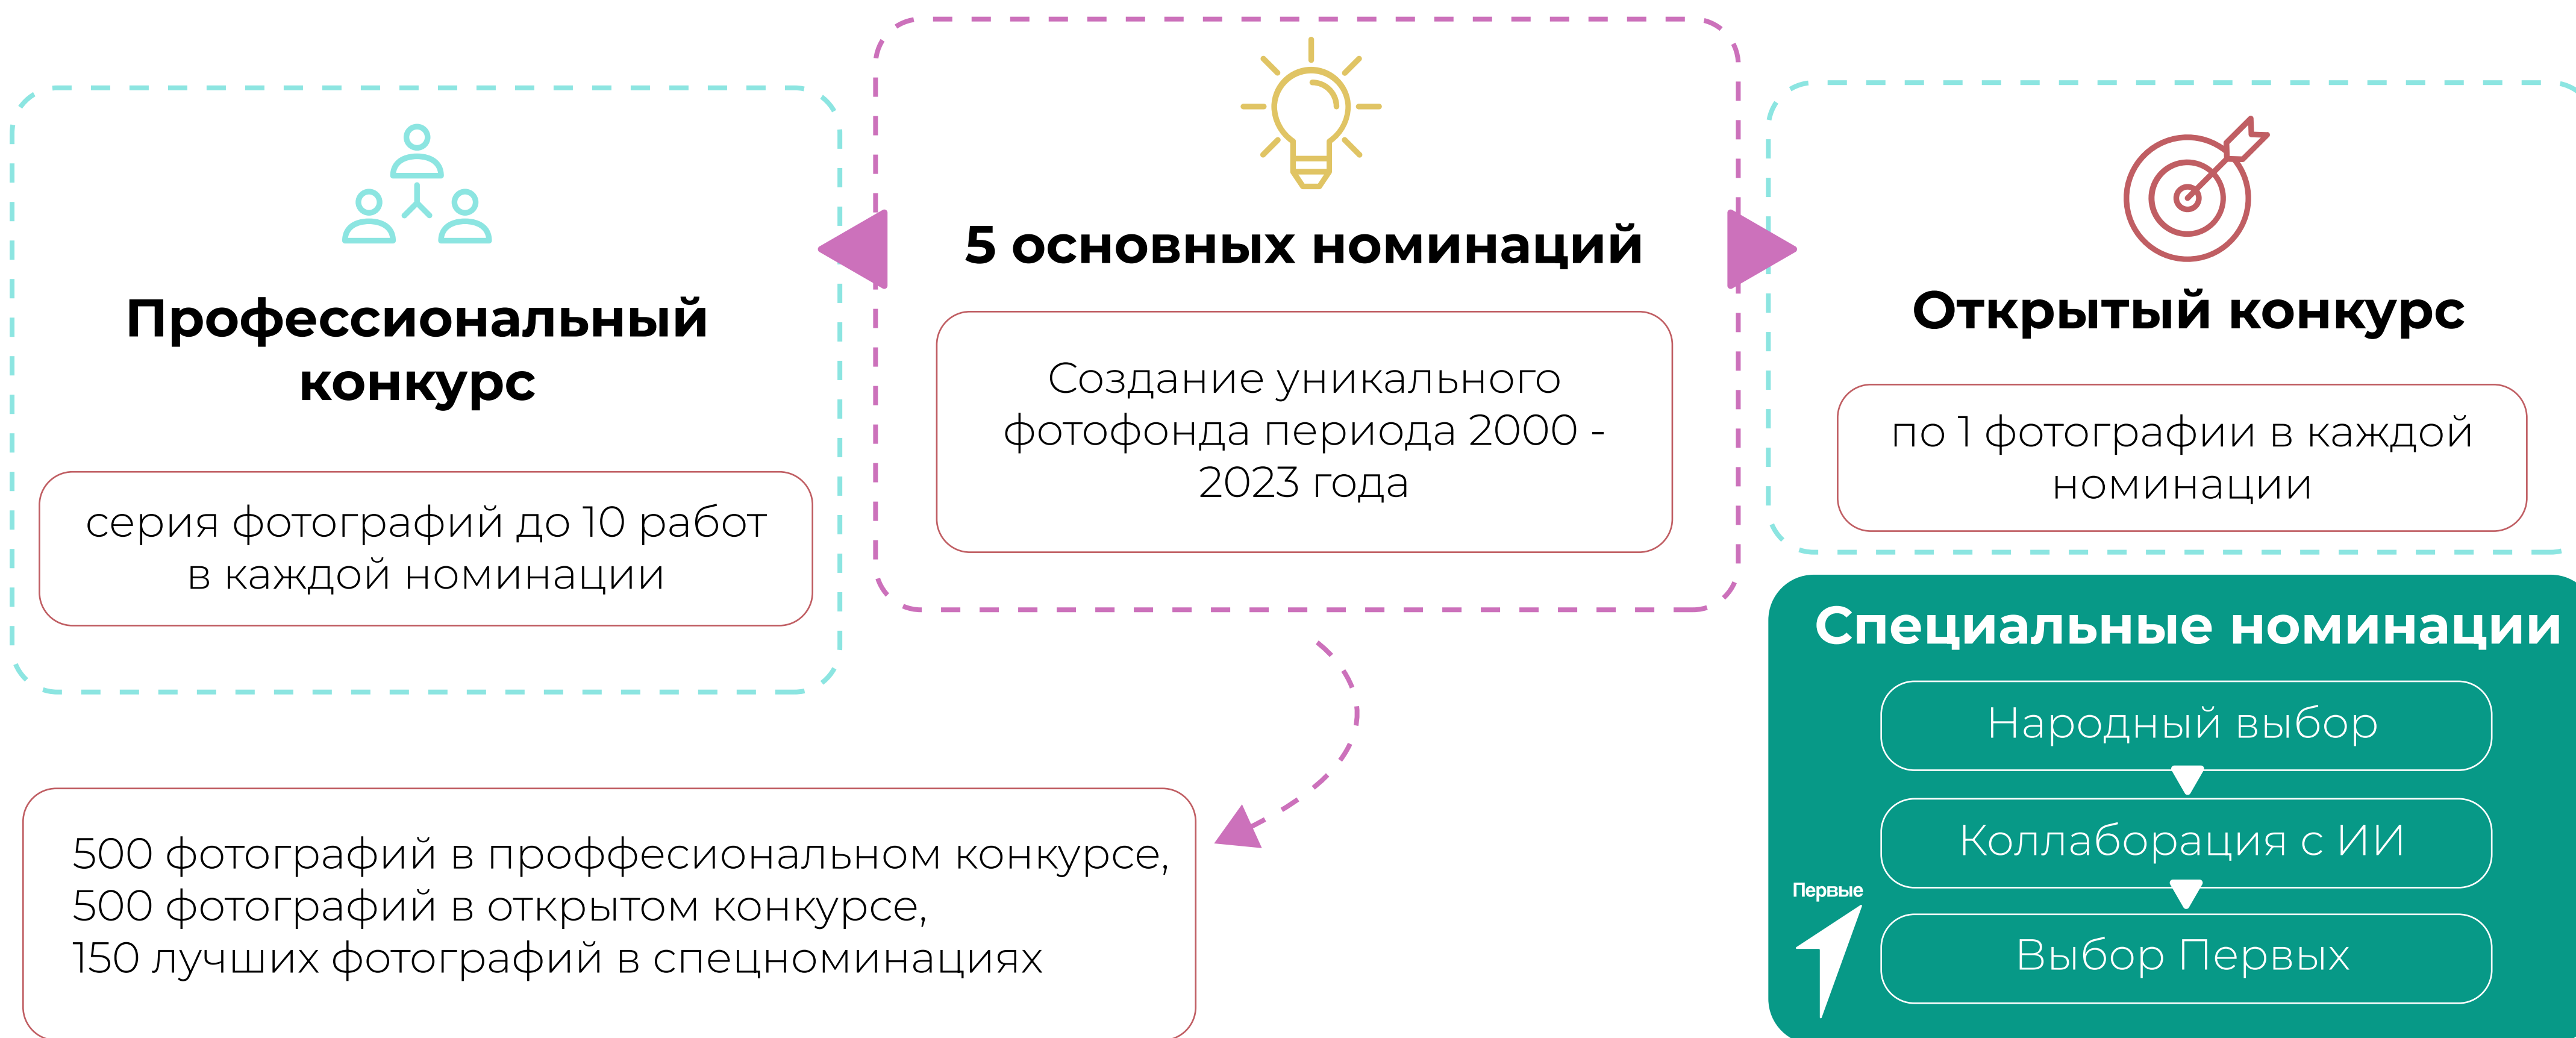 Профессиональный
конкурс
серия фотографий до 10 работ
в каждой номинации
5 основных номинаций
Создание уникального
фотофонда периода 2000 -
2023 года
Открытый конкурс
по 1 фотографии в каждой
номинации
Специальные номинации
Народный выбор
Коллаборация с ИИ
Первые
Выбор Первых
500 фотографий в проффесиональном конкурсе,
500 фотографий в открытом конкурсе,
150 лучших фотографий в спецноминациях